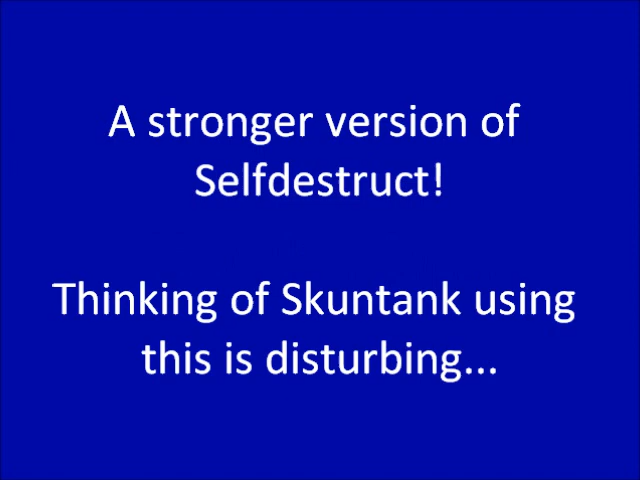 A stronger version of
Selfdestruct!
Thinking of Skuntank using
this is disturbing...